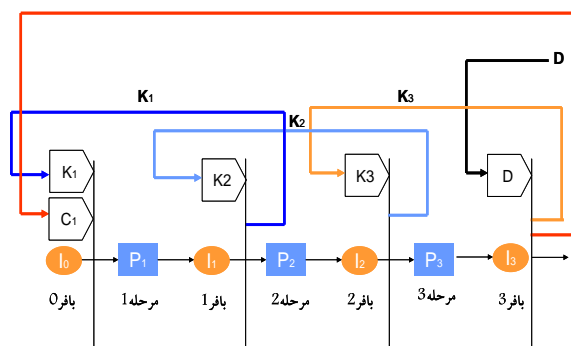 D
K₁
K₂
K₃
K₁
K2
K3
D
C₁
I₀
P₁
I₁
P₂
I₂
P₃
I₃
بافر0
مرحله1
بافر1
مرحله2
بافر2
مرحله3
بافر3